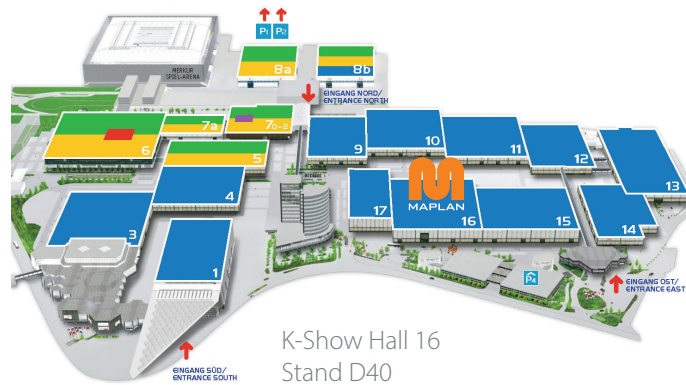 P1 P2
MERKUR
SPIEL-ARENA
8a
8b
EINGANG NORD/
ENTRANCE NORTH
7a
7 0-2
6
5
9
10
11
12
13
4
MAPLAN
3
17
16
15
14
1
P4
EINGANG OST/
ENTRANCE EAST
K-Show Hall 16
Stand D40
EINGANG SÜD/
ENTRANCE SOUTH